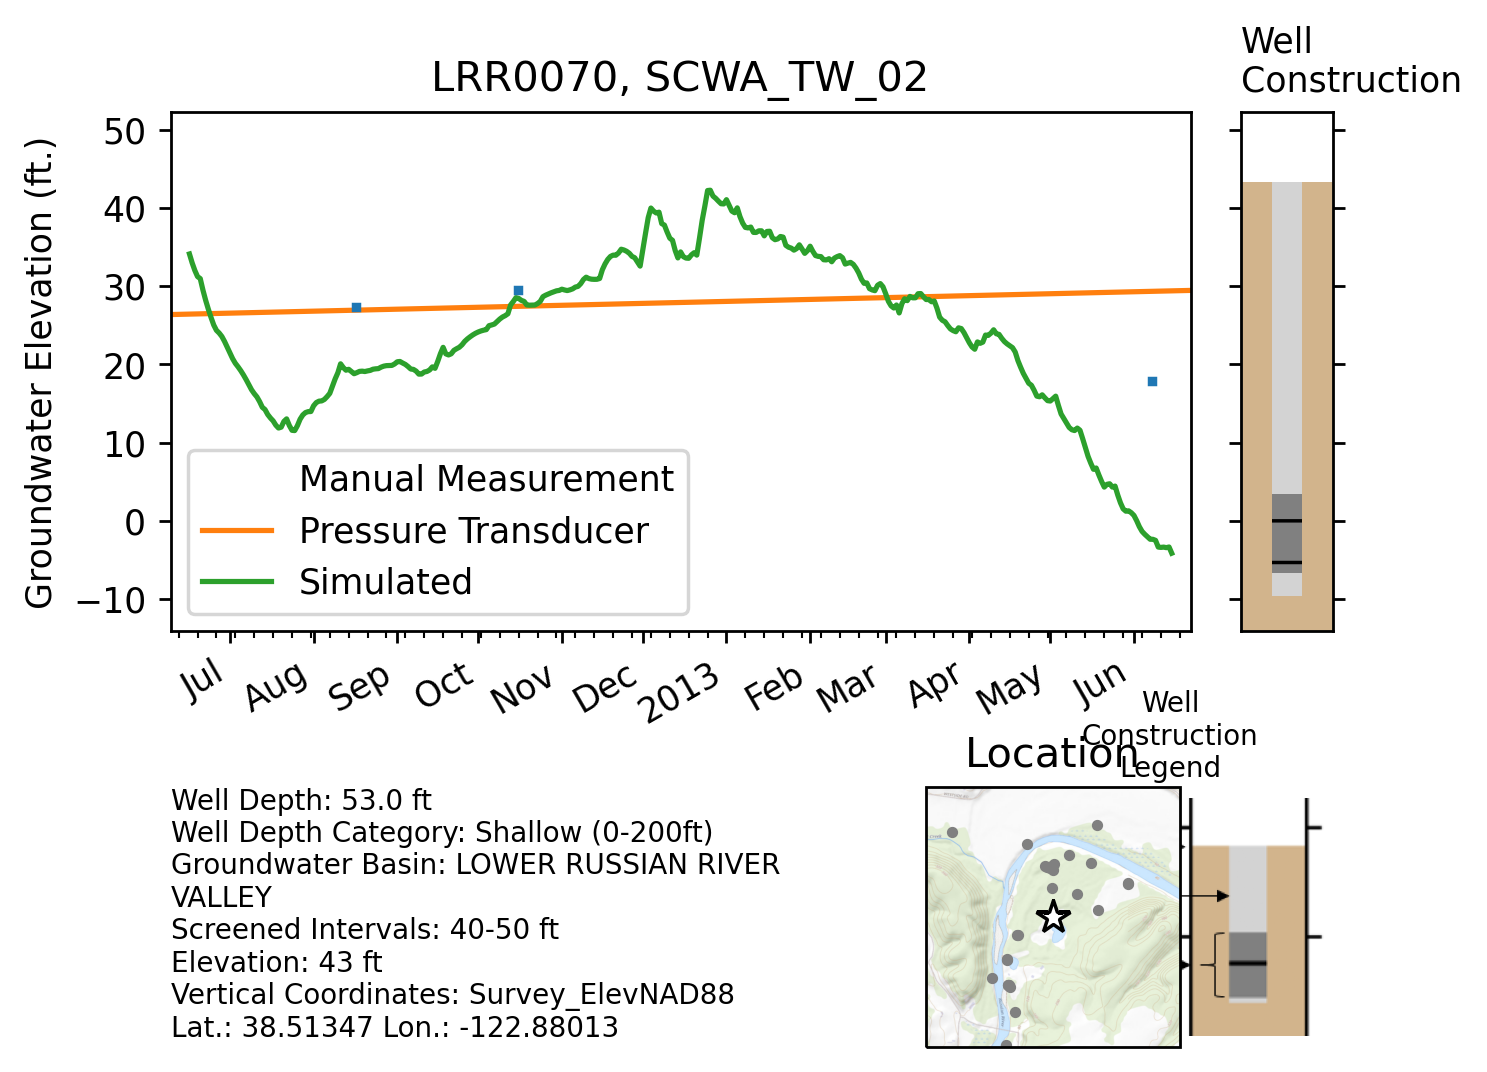 Well
Construction
LRR0070, SCWA_TW_02
Groundwater Elevation (ft.)
50
40
30
20
10
0
−10
Manual Measurement
Pressure Transducer
Simulated
Jul
Aug
Sep
Oct
Nov
Dec
2013
Feb
Mar
Apr
May
Jun
Well
Construction
Legend
Location
Well Depth: 53.0 ft
Well Depth Category: Shallow (0-200ft)
Groundwater Basin: LOWER RUSSIAN RIVER
VALLEY
Screened Intervals: 40-50 ft
Elevation: 43 ft
Vertical Coordinates: Survey_ElevNAD88
Lat.: 38.51347 Lon.: -122.88013